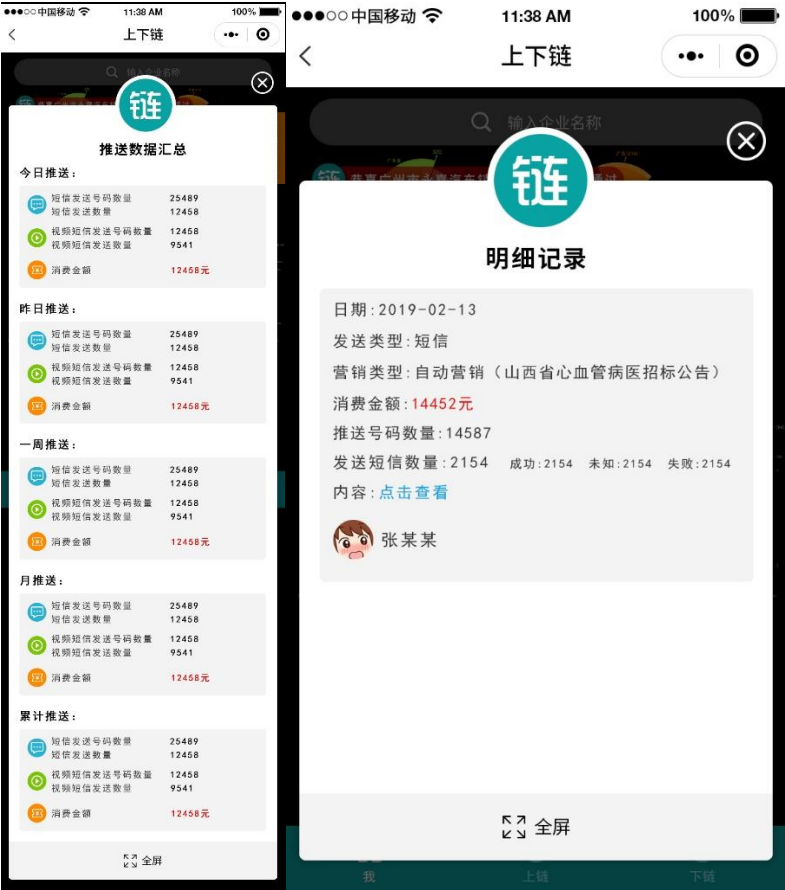 中国移动
11:38 AM
100%
上下链
输入企业名称
链
推送数据汇总
今日推送：
短信发送号码数量 25489
短信发送数量 12458
视频短信发送号码数量 12458
视频短信发送数量 9541
消费金额 12458元
昨日推送：
短信发送号码数量 25489
短信发送数量 12458
视频短信发送号码数量 12458
视频短信发送数量 9541
消费金额 12458元
一周推送：
短信发送号码数量 25489
短信发送数量 12458
视频短信发送号码数量 12458
视频短信发送数量 9541
消费金额 12458元
月推送：
短信发送号码数量 25489
短信发送数量 12458
视频短信发送号码数量 12458
视频短信发送数量 9541
消费金额 12458元
累计推送：
短信发送号码数量 25489
短信发送数量 12458
视频短信发送号码数量 12458
视频短信发送数量 9541
消费金额 12458元
全屏
中国移动
11:38 AM
100%
上下链
输入企业名称
链
明细记录
日期:2019-02-13
发送类型:短信
营销类型:自动营销（山西省心血管病医招标公告）
消费金额:14452元
推送号码数量:14587
发送短信数量:2154 成功:2154 未知:2154 失败:2154
内容:点击查看
张某某
全屏
我 上链 下链